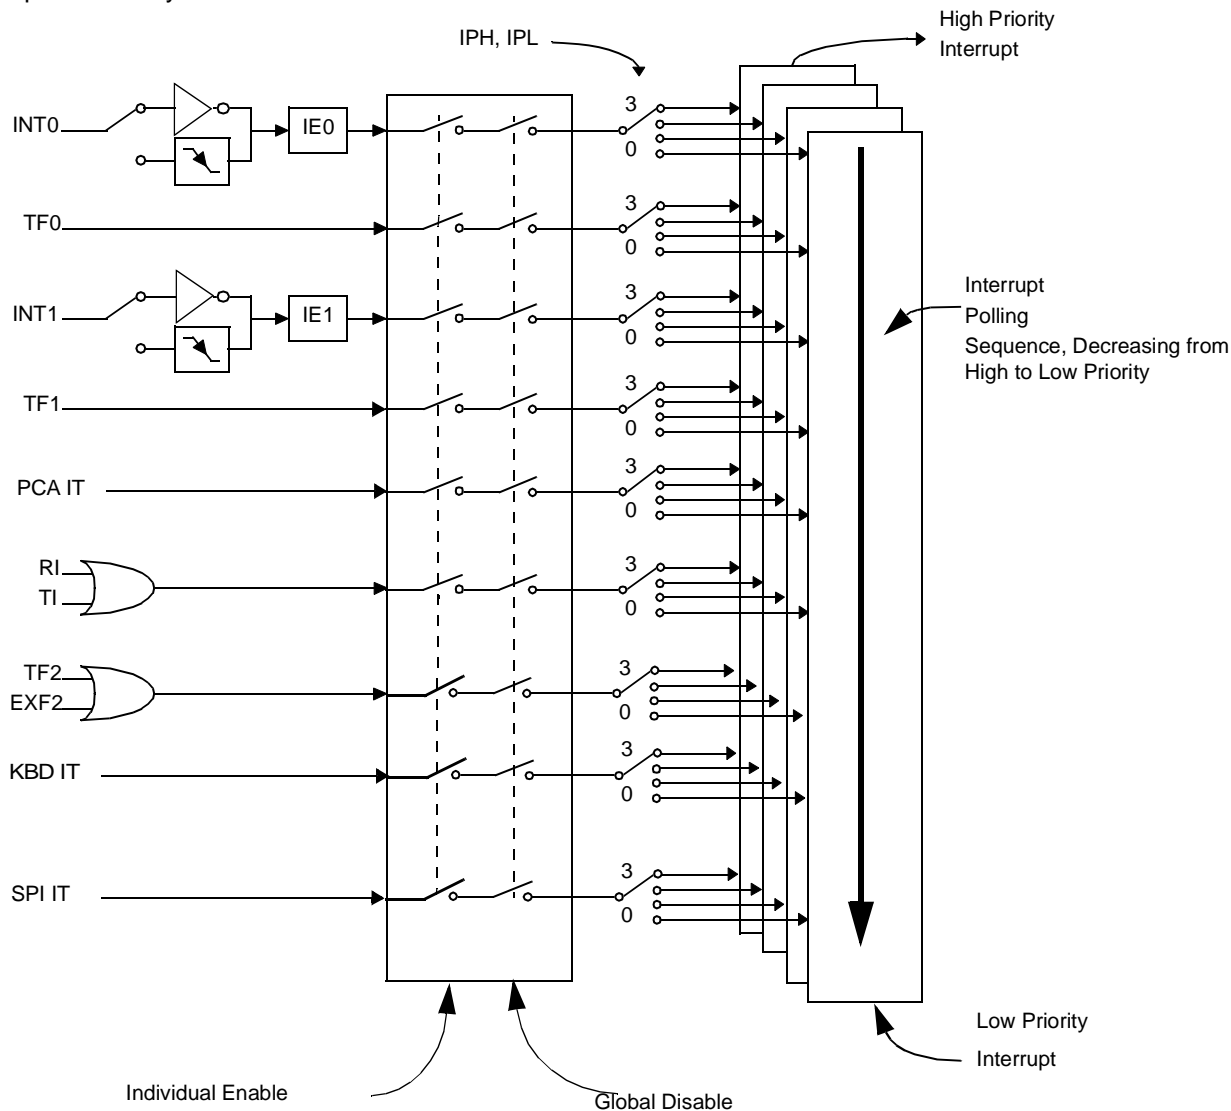 High Priority
Interrupt
IPH, IPL
INT0
IE0
3
0
TF0
3
0
INT1
IE1
3
0
Interrupt
Polling
Sequence, Decreasing from
High to Low Priority
TF1
3
0
PCA IT
3
0
RI
TI
3
0
TF2
EXF2
3
0
KBD IT
3
0
SPI IT
3
0
Low Priority
Interrupt
Individual Enable
Global Disable